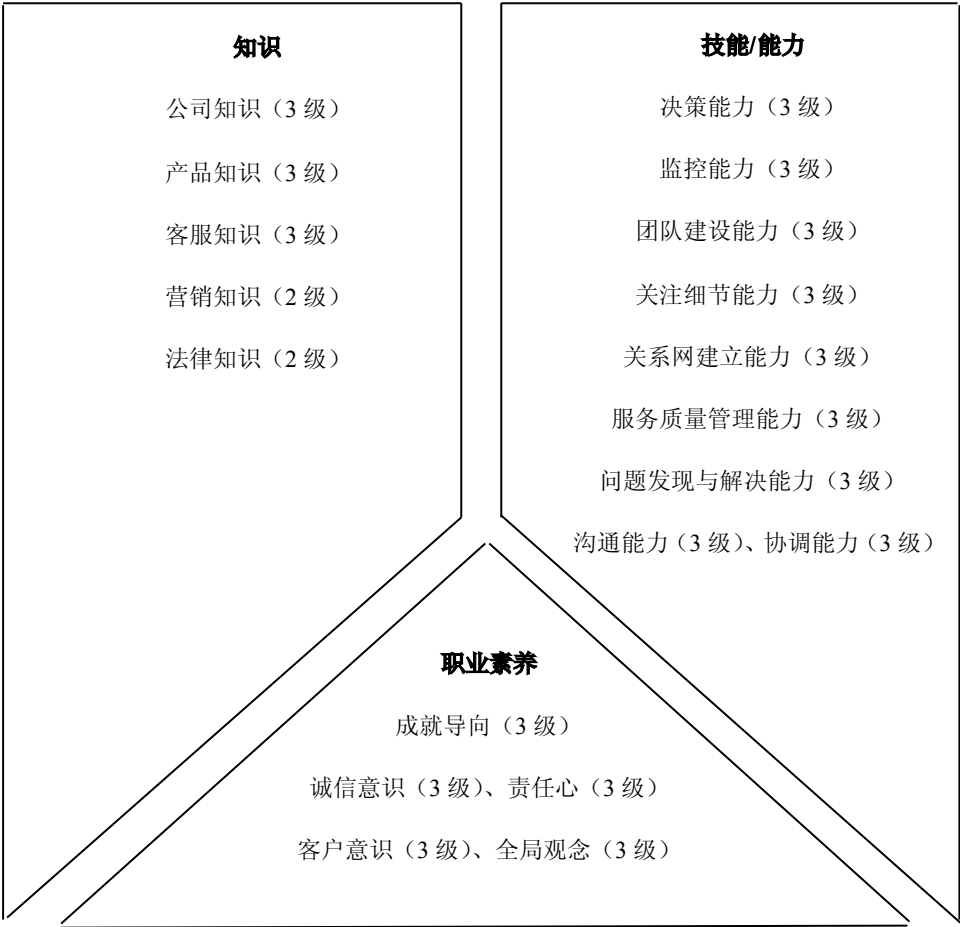 知识
公司知识（3 级）
产品知识（3 级）
客服知识（3 级）
营销知识（2 级）
法律知识（2 级）
技能/能力
决策能力（3 级）
监控能力（3 级）
团队建设能力（3 级）
关注细节能力（3 级）
关系网建立能力（3 级）
服务质量管理能力（3 级）
问题发现与解决能力（3 级）
沟通能力（3 级）、协调能力（3 级）
职业素养
成就导向（3 级）
诚信意识（3 级）、责任心（3 级）
客户意识（3 级）、全局观念（3 级）